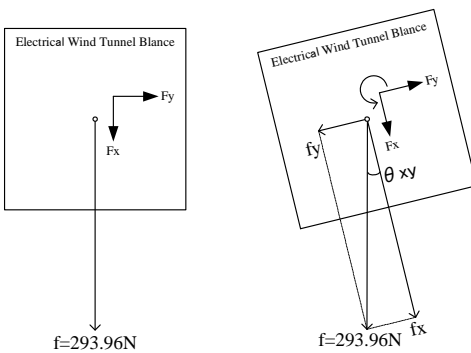 Electrical Wind Tunnel Blance
Fy
Fx
f=293.96N
Electrical Wind Tunnel Blance
Fy
Fx
fy
θ xy
fx
f=293.96N